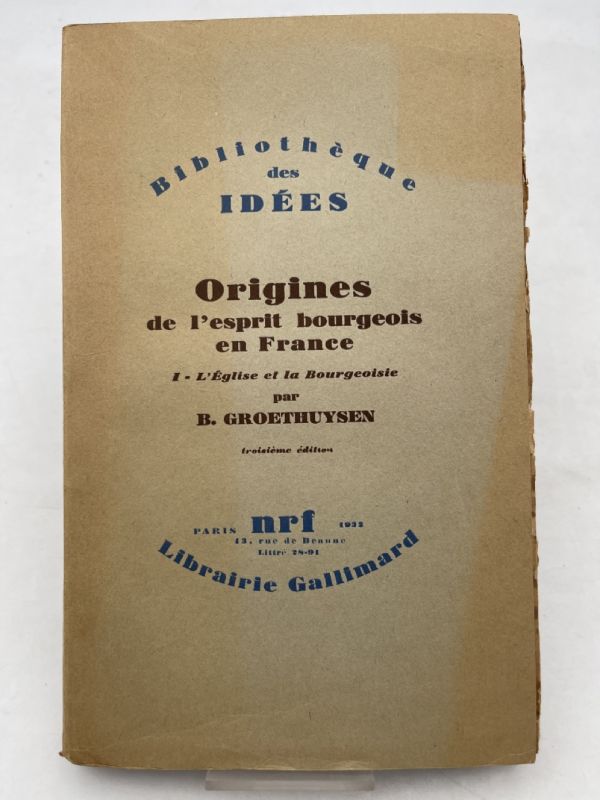 Bibliothèque
des
IDÉES
Origines
de l'esprit bourgeois
en France
I - L'Église et la Bourgeoisie
par
B. GROETHUYSEN
troisième édition
PARIS nrf 1932
43, rue de Beaune
Littré 28-91
Librairie Gallimard